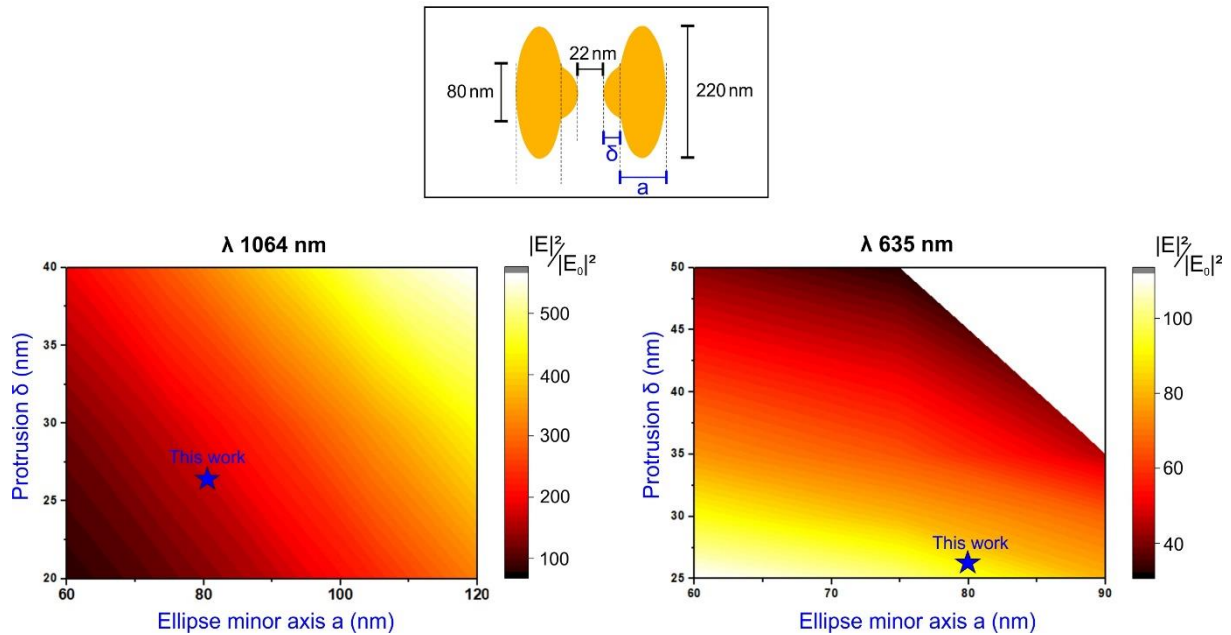 22 nm
80 nm
220 nm
δ
a
λ 1064 nm
|E|²/|E₀|²
40
35
30
25
20
60
80
100
120
Protrusion δ (nm)
Ellipse minor axis a (nm)
This work
500
400
300
200
100
λ 635 nm
|E|²/|E₀|²
50
45
40
35
30
25
60
70
80
90
Protrusion δ (nm)
Ellipse minor axis a (nm)
This work
100
80
60
40